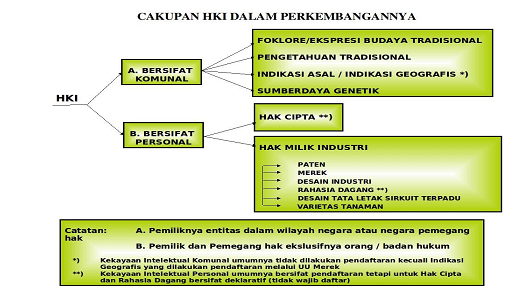 CAKUPAN HKI DALAM PERKEMBANGANNYA
FOKLORE/EKSPRESI BUDAYA TRADISIONAL
PENGETAHUAN TRADISIONAL
INDIKASI ASAL / INDIKASI GEOGRAFIS *)
SUMBERDAYA GENETIK
A. BERSIFAT
KOMUNAL
HKI
B. BERSIFAT
PERSONAL
HAK CIPTA **)
HAK MILIK INDUSTRI
PATEN
MEREK
DESAIN INDUSTRI
RAHASIA DAGANG **)
DESAIN TATA LETAK SIRKUIT TERPADU
VARIETAS TANAMAN
Catatan: A. Pemiliknya entitas dalam wilayah negara atau negara pemegang
hak
B. Pemilik dan Pemegang hak ekslusifnya orang / badan hukum
*) Kekayaan Intelektual Komunal umumnya tidak dilakukan pendaftaran kecuali Indikasi
Geografis yang dilakukan pendaftaran melalui UU Merek
**) Kekayaan Intelektual Personal umumnya bersifat pendaftaran tetapi untuk Hak Cipta
dan Rahasia Dagang bersifat deklaratif (tidak wajib daftar)